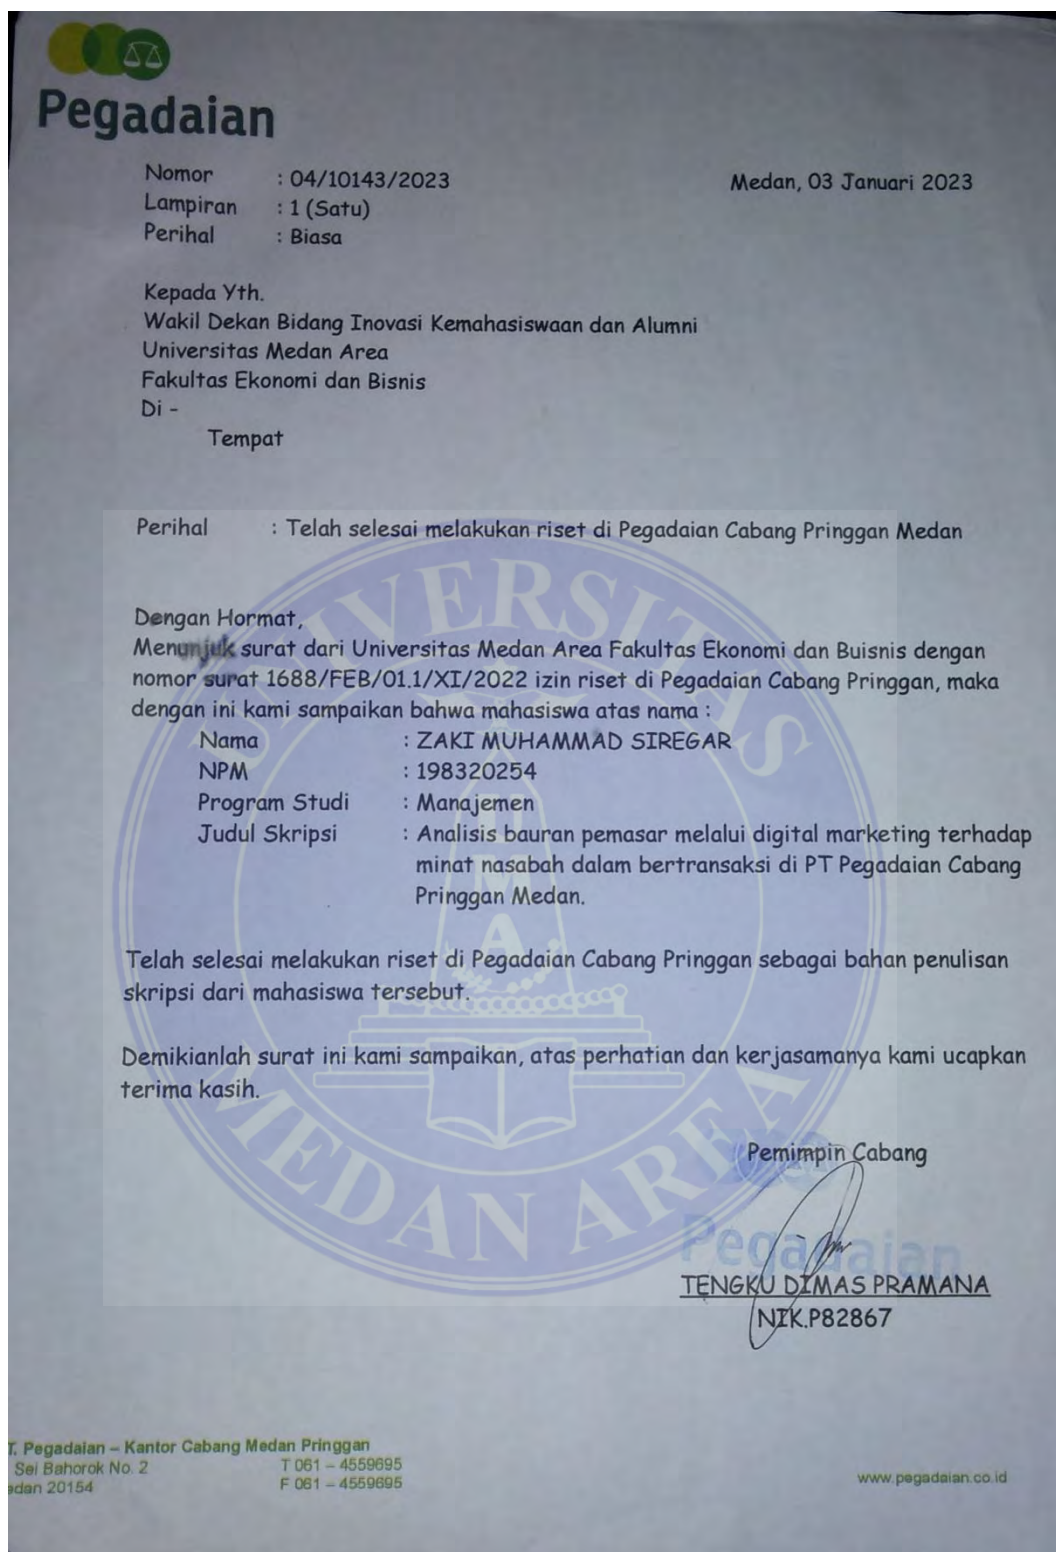 Pegadaian
Nomor : 04/10143/2023 Medan, 03 Januari 2023
Lampiran : 1 (Satu)
Perihal : Biasa
Kepada Yth.
Wakil Dekan Bidang Inovasi Kemahasiswaan dan Alumni
Universitas Medan Area
Fakultas Ekonomi dan Bisnis
Di -
Tempat
Perihal : Telah selesai melakukan riset di Pegadaian Cabang Pringgan Medan
Dengan Hormat,
Menunjuk surat dari Universitas Medan Area Fakultas Ekonomi dan Buisnis dengan
nomor surat 1688/FEB/01.1/XI/2022 izin riset di Pegadaian Cabang Pringgan, maka
dengan ini kami sampaikan bahwa mahasiswa atas nama :
Nama : ZAKI MUHAMMAD SIREGAR
NPM : 198320254
Program Studi : Manajemen
Judul Skripsi : Analisis bauran pemasar melalui digital marketing terhadap
minat nasabah dalam bertransaksi di PT Pegadaian Cabang
Pringgan Medan.
Telah selesai melakukan riset di Pegadaian Cabang Pringgan sebagai bahan penulisan
skripsi dari mahasiswa tersebut.
Demikianlah surat ini kami sampaikan, atas perhatian dan kerjasamanya kami ucapkan
terima kasih.
Pemimpin Cabang
Pegadaian
TENGKU DIMAS PRAMANA
NIK.P82867
UNIVERSITAS
MEDAN AREA
T. Pegadaian – Kantor Cabang Medan Pringgan
Sei Bahorok No. 2 T 061 – 4559695
edan 20154 F 061 – 4559695
www.pegadaian.co.id